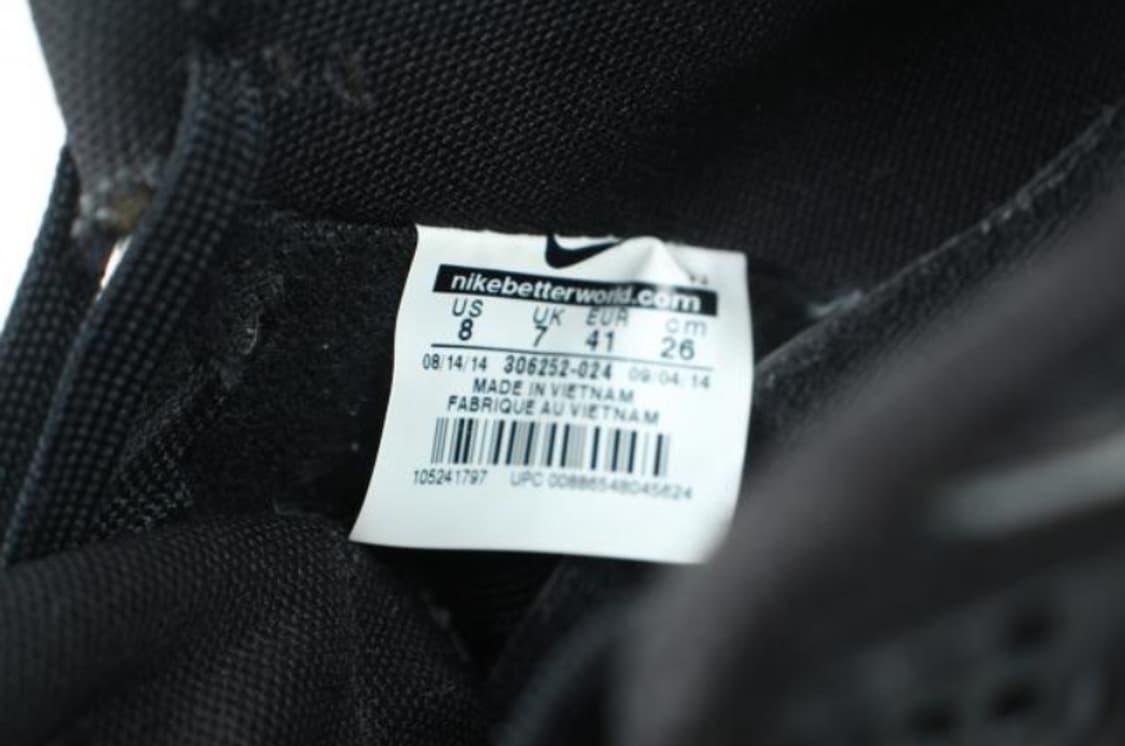 nikebetterworld.com
US UK EUR cm
8 7 41 26
08/14/14 306252-024 09/04/14
MADE IN VIETNAM
FABRIQUE AU VIETNAM
105241797 UPC 00886548045624